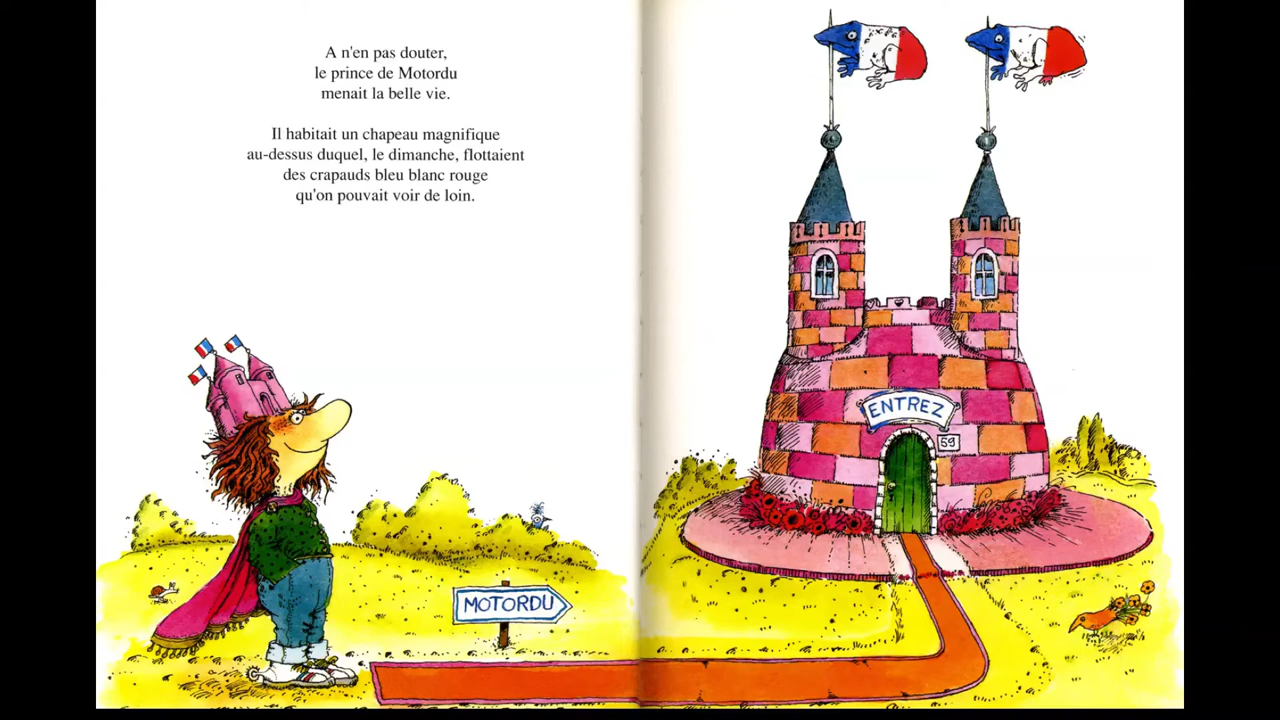 A n'en pas douter,
le prince de Motordu
menait la belle vie.
Il habitait un chapeau magnifique
au-dessus duquel, le dimanche, flottaient
des crapauds bleu blanc rouge
qu'on pouvait voir de loin.
MOTORDU
ENTREZ
59